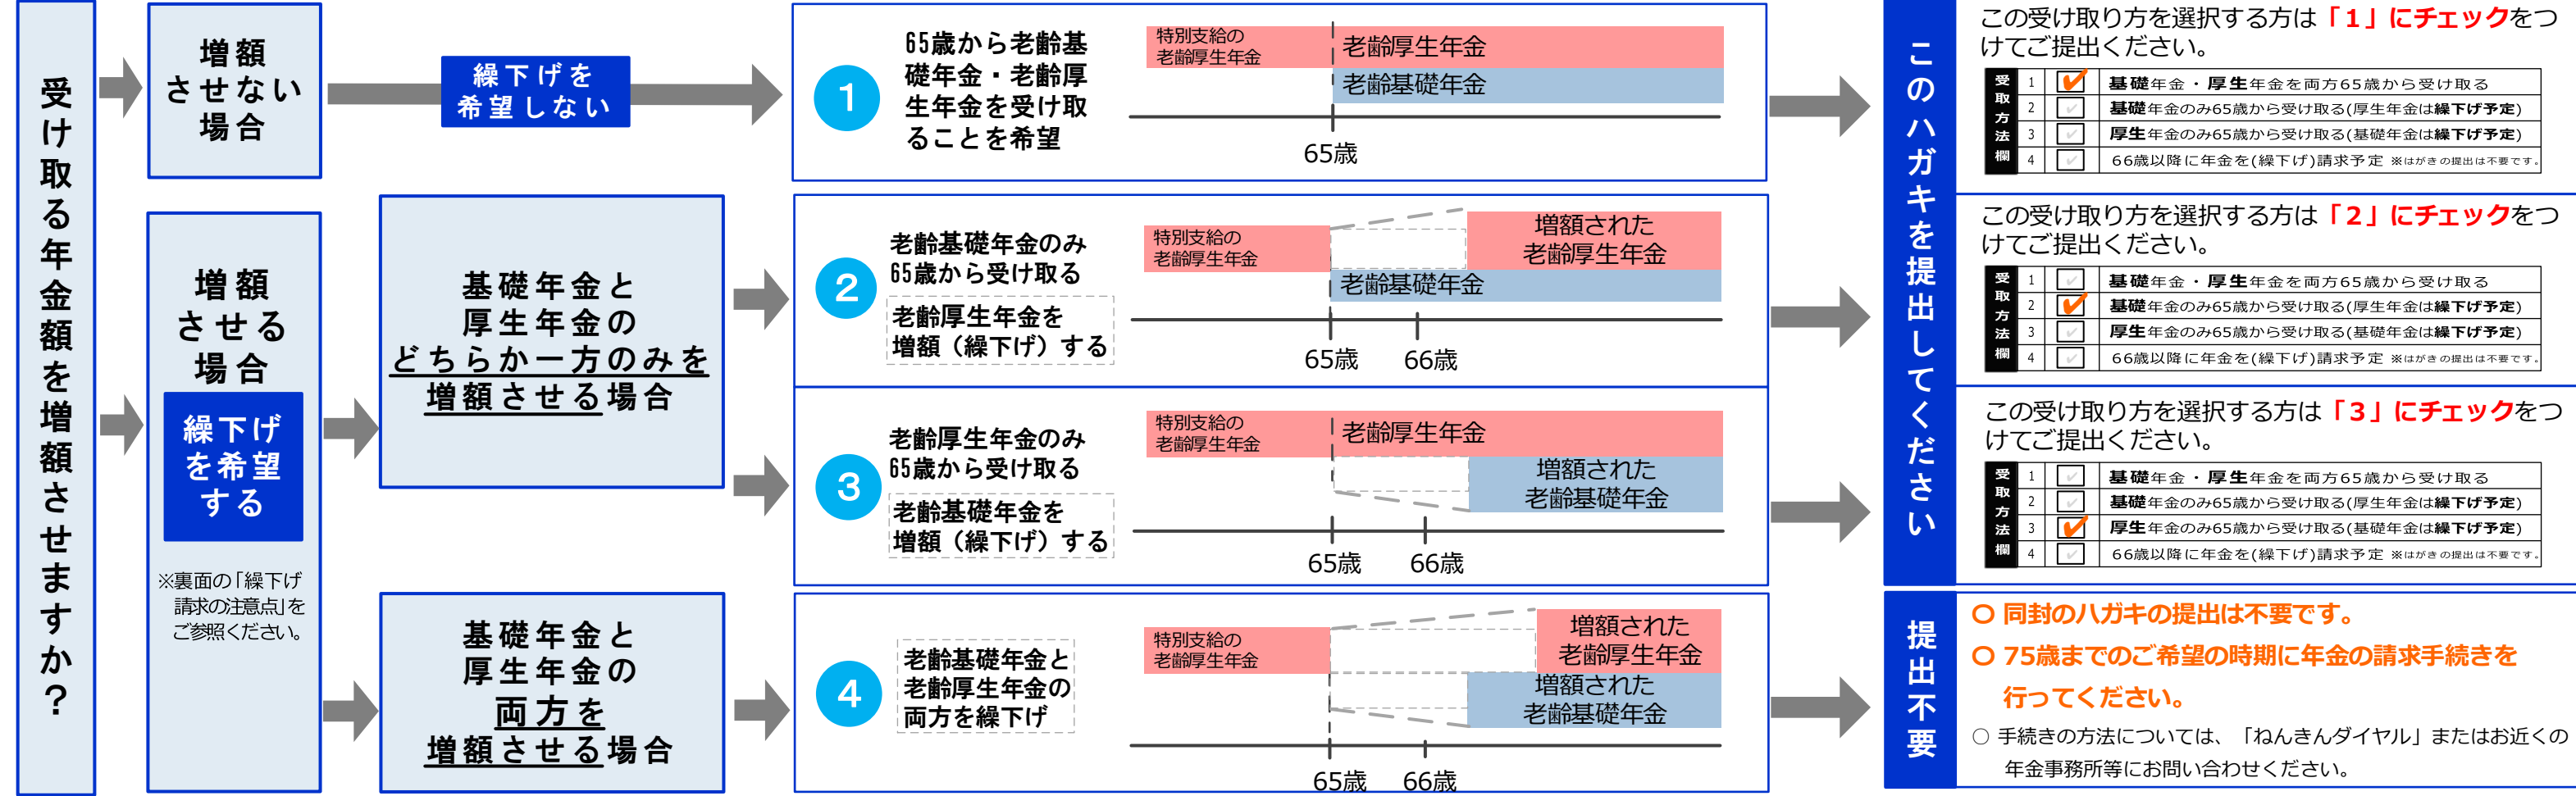 受け取る年金額を増額させますか？
増額
させない
場合
繰下げを
希望しない
1
65歳から老齢基
礎年金・老齢厚
生年金を受け取
ることを希望
特別支給の
老齢厚生年金
老齢厚生年金
老齢基礎年金
65歳
このハガキを提出してください
この受け取り方を選択する方は「1」にチェックをつ
けてご提出ください。
受取方法欄
1 基礎年金・厚生年金を両方65歳から受け取る
2 基礎年金のみ65歳から受け取る(厚生年金は繰下げ予定)
3 厚生年金のみ65歳から受け取る(基礎年金は繰下げ予定)
4 66歳以降に年金を(繰下げ)請求予定 ※はがきの提出は不要です。
増額
させる
場合
繰下げ
を希望
する
※裏面の「繰下げ
請求の注意点」を
ご参照ください。
基礎年金と
厚生年金の
どちらか一方のみを
増額させる場合
2
老齢基礎年金のみ
65歳から受け取る
老齢厚生年金を
増額（繰下げ）する
特別支給の
老齢厚生年金
増額された
老齢厚生年金
老齢基礎年金
65歳
66歳
この受け取り方を選択する方は「2」にチェックをつ
けてご提出ください。
受取方法欄
1 基礎年金・厚生年金を両方65歳から受け取る
2 基礎年金のみ65歳から受け取る(厚生年金は繰下げ予定)
3 厚生年金のみ65歳から受け取る(基礎年金は繰下げ予定)
4 66歳以降に年金を(繰下げ)請求予定 ※はがきの提出は不要です。
3
老齢厚生年金のみ
65歳から受け取る
老齢基礎年金を
増額（繰下げ）する
特別支給の
老齢厚生年金
老齢厚生年金
増額された
老齢基礎年金
65歳
66歳
この受け取り方を選択する方は「3」にチェックをつ
けてご提出ください。
受取方法欄
1 基礎年金・厚生年金を両方65歳から受け取る
2 基礎年金のみ65歳から受け取る(厚生年金は繰下げ予定)
3 厚生年金のみ65歳から受け取る(基礎年金は繰下げ予定)
4 66歳以降に年金を(繰下げ)請求予定 ※はがきの提出は不要です。
基礎年金と
厚生年金の
両方を
増額させる場合
4
老齢基礎年金と
老齢厚生年金の
両方を繰下げ
特別支給の
老齢厚生年金
増額された
老齢厚生年金
増額された
老齢基礎年金
65歳
66歳
提出不要
○ 同封のハガキの提出は不要です。
○ 75歳までのご希望の時期に年金の請求手続きを
行ってください。
○ 手続きの方法については、「ねんきんダイヤル」またはお近くの
年金事務所等にお問い合わせください。